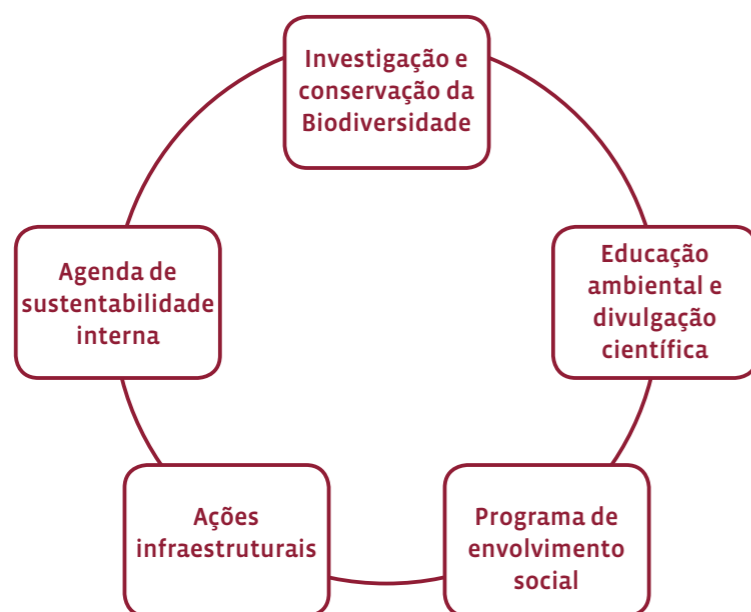 Investigação e
conservação da
Biodiversidade
Educação
ambiental e
divulgação
científica
Programa de
envolvimento
social
Ações
infraestruturais
Agenda de
sustentabilidade
interna